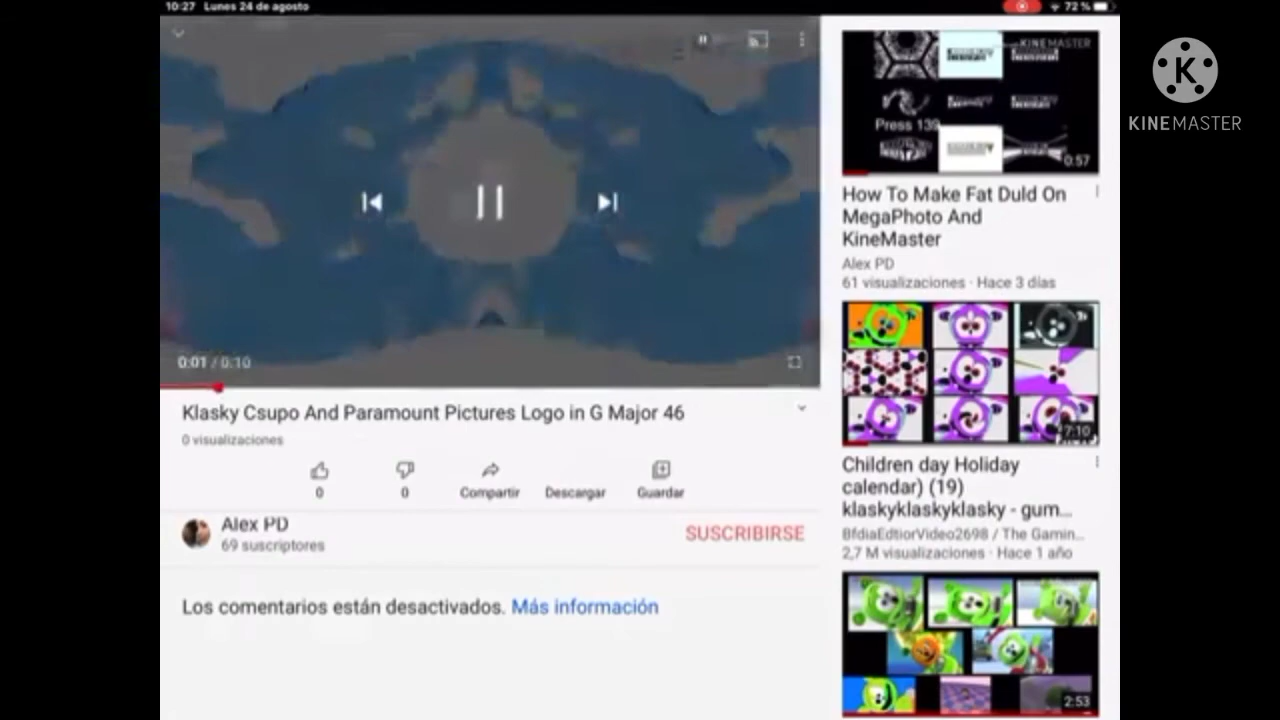 10:27 Lunes 24 de agosto
72 %
KINEMASTER
KINEMASTER
Press 139
0:57
How To Make Fat Duld On
MegaPhoto And
KineMaster
Alex PD
61 visualizaciones · Hace 3 días
0:01 / 0:10
Klasky Csupo And Paramount Pictures Logo in G Major 46
0 visualizaciones
0
0
Compartir
Descargar
Guardar
Alex PD
69 suscriptores
SUSCRIBIRSE
Los comentarios están desactivados. Más información
7:10
Children day Holiday
calendar) (19)
klaskyklaskyklasky - gum...
BfdiaEdtiorVideo2698 / The Gamin...
2,7 M visualizaciones · Hace 1 año
2:53